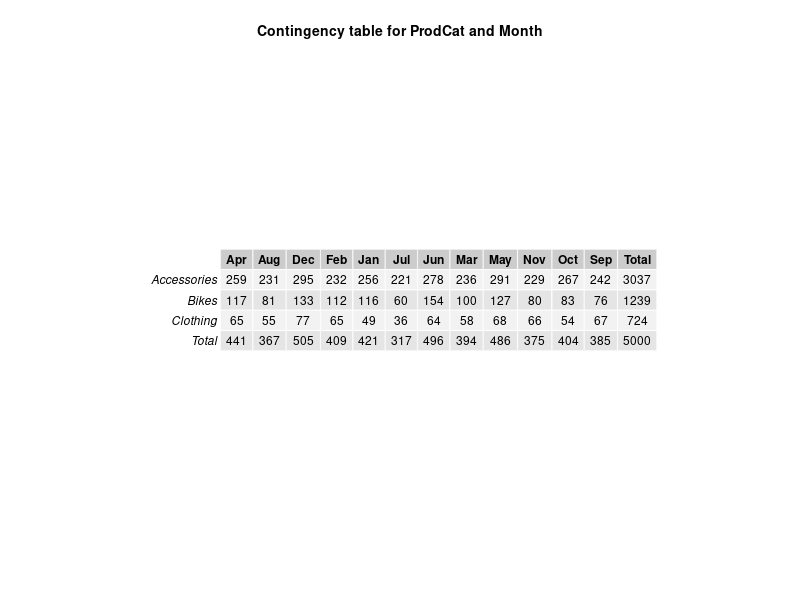 Contingency table for ProdCat and Month
Apr Aug Dec Feb Jan Jul Jun Mar May Nov Oct Sep Total
Accessories 259 231 295 232 256 221 278 236 291 229 267 242 3037
Bikes 117 81 133 112 116 60 154 100 127 80 83 76 1239
Clothing 65 55 77 65 49 36 64 58 68 66 54 67 724
Total 441 367 505 409 421 317 496 394 486 375 404 385 5000